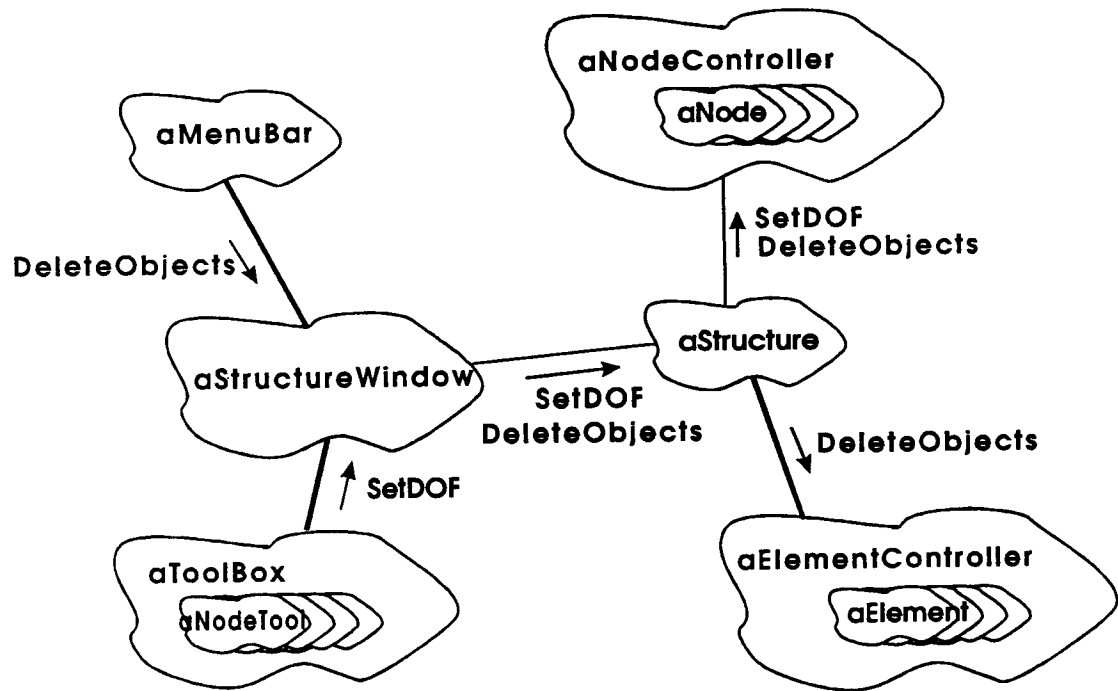 aNodeController
aNode
aMenuBar
SetDOF
DeleteObjects
DeleteObjects
aStructure
aStructureWindow
SetDOF
DeleteObjects
DeleteObjects
SetDOF
aToolBox
aNodeTool
aElementController
aElement